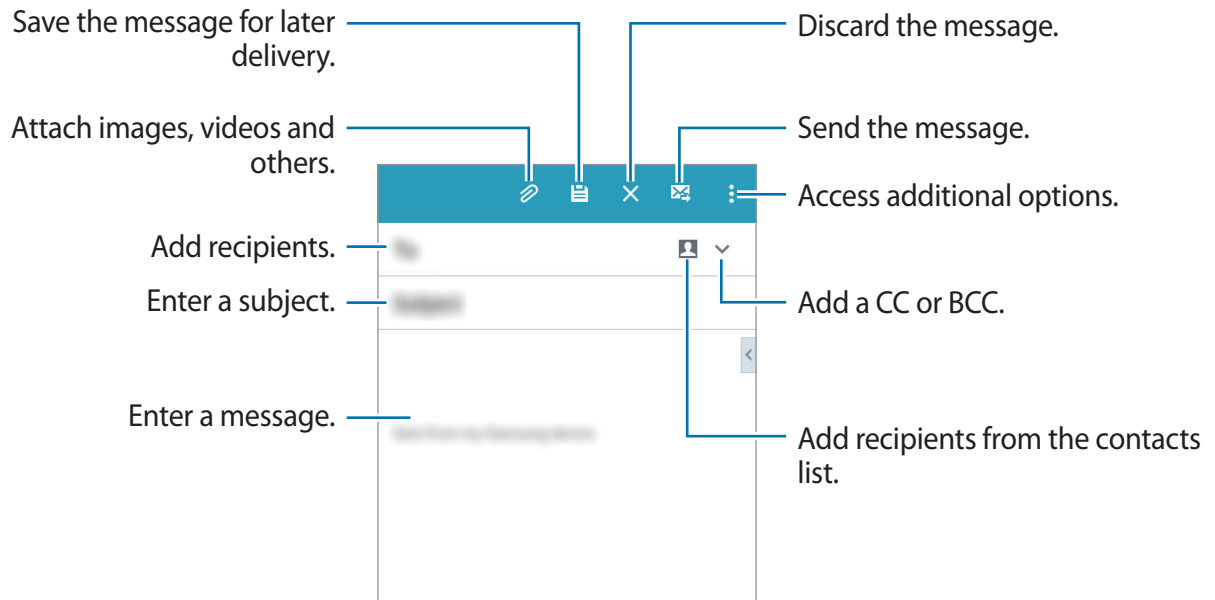 Save the message for later
delivery.
Discard the message.
Attach images, videos and
others.
Send the message.
Access additional options.
Add recipients.
Enter a subject.
Add a CC or BCC.
Enter a message.
Add recipients from the contacts
list.